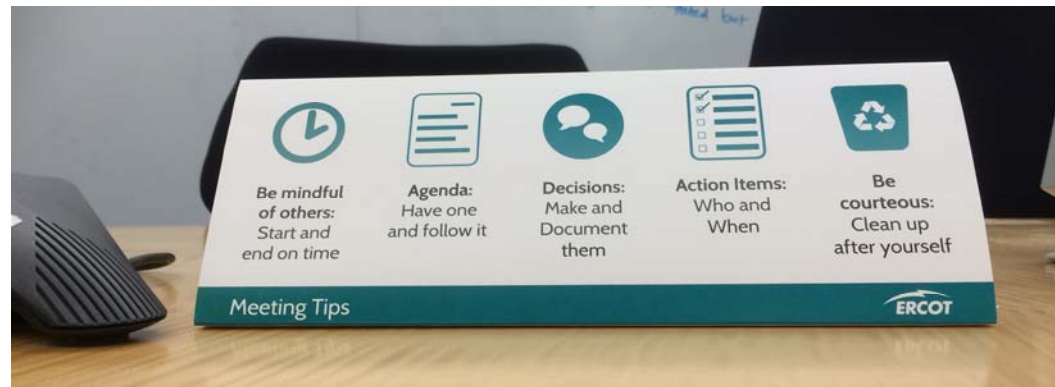 Be mindful
of others:
Start and
end on time
Agenda:
Have one
and follow it
Decisions:
Make and
Document
them
Action Items:
Who and
When
Be
courteous:
Clean up
after yourself
Meeting Tips
ERCOT
but